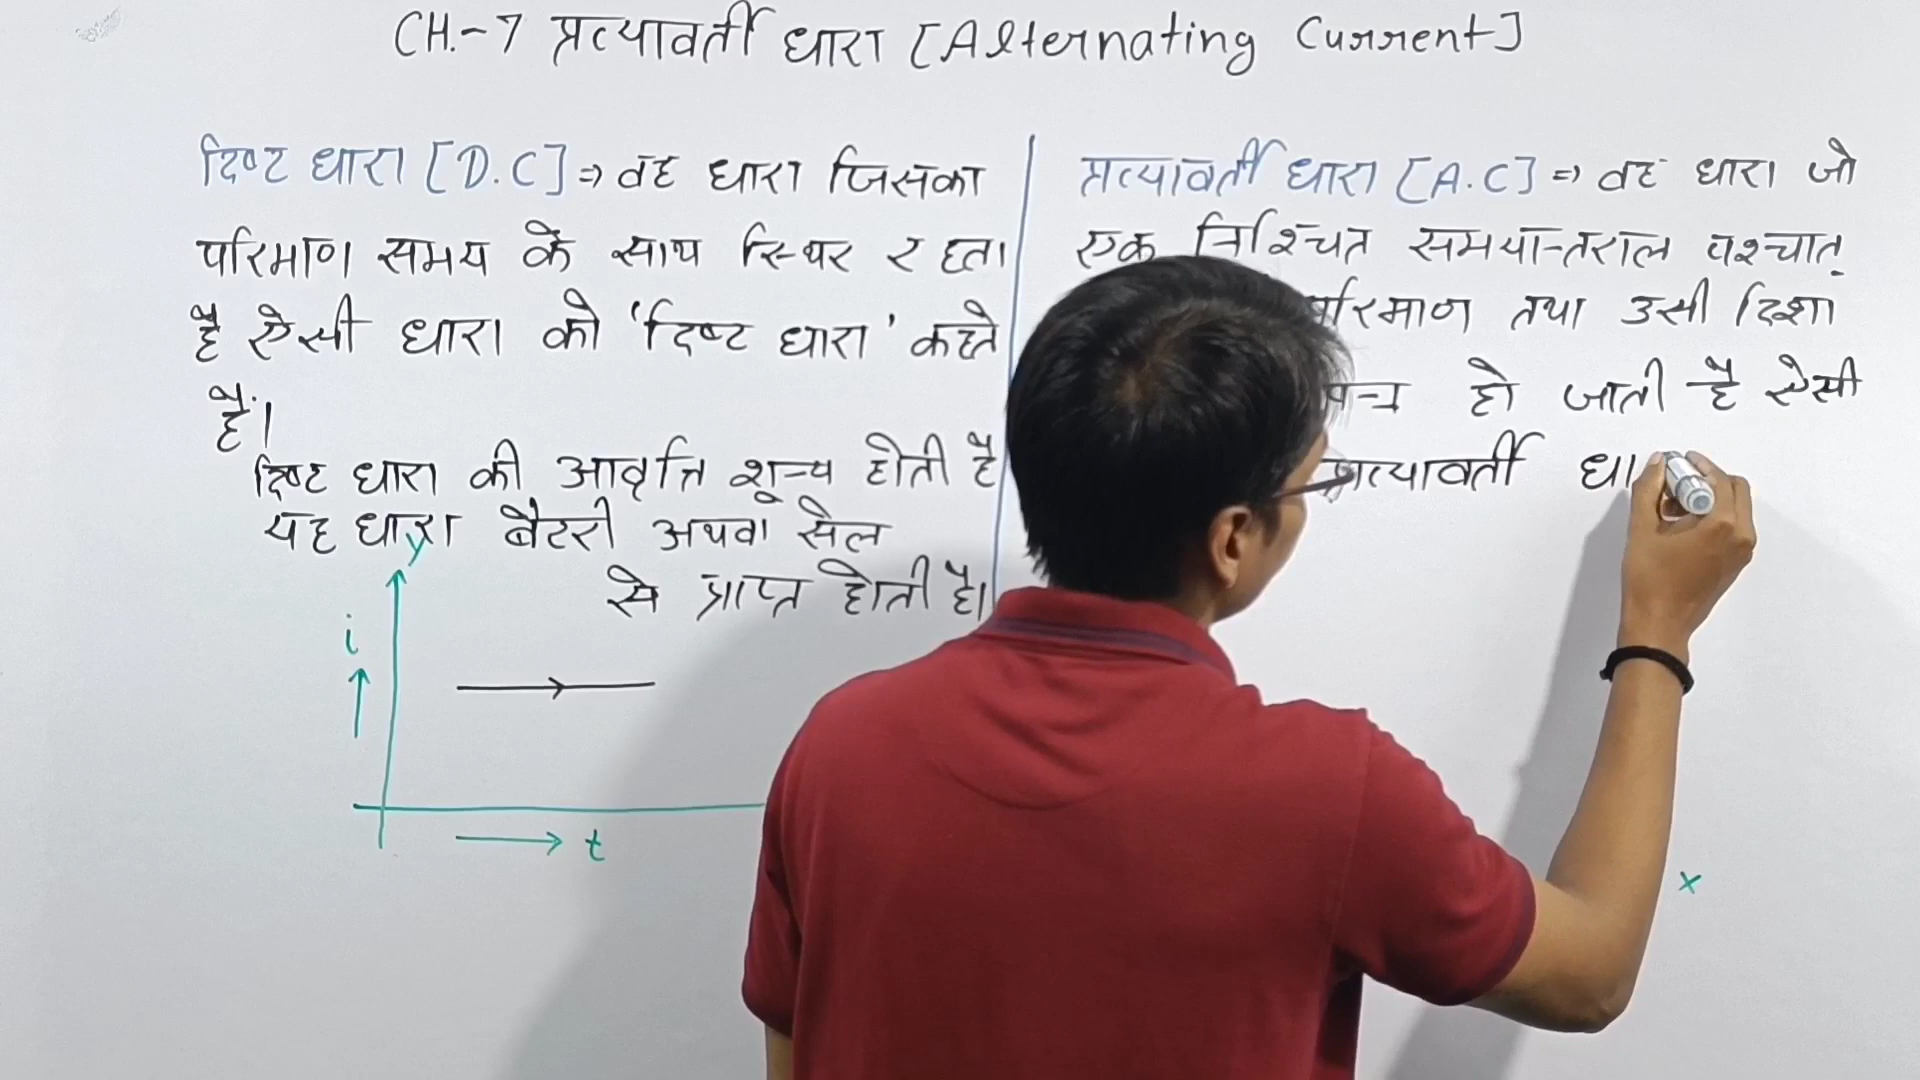 CH.-7 प्रत्यावर्ती धारा [Alternating Current]
दिष्ट धारा [D.C] ⇒ वह धारा जिसका
परिमाण समय के साथ स्थिर रहता
है ऐसी धारा को 'दिष्ट धारा' कहते
हैं।
दिष्ट धारा की आवृत्ति शून्य होती है
यह धारा बैटरी अथवा सेल
से प्राप्त होती है।
y
i
t
प्रत्यावर्ती धारा [A.C] ⇒ वह धारा जो
एक निश्चित समयान्तराल पश्चात्
परिमाण तथा उसी दिशा
हो जाती है ऐसी
प्रत्यावर्ती धा
x